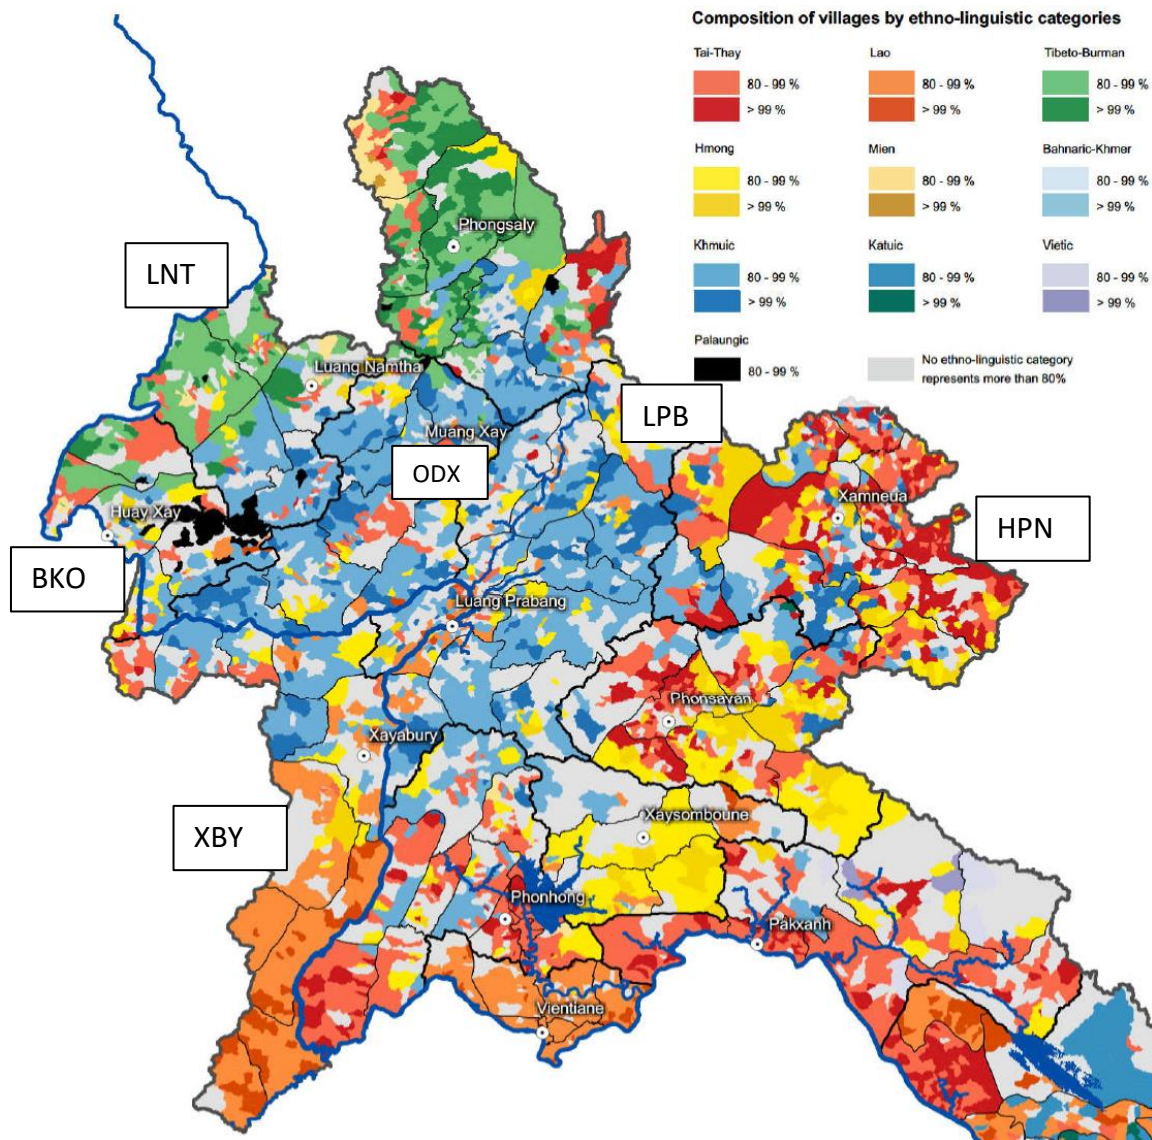 Composition of villages by ethno-linguistic categories
Tai-Thay
80 - 99 %
> 99 %
Lao
80 - 99 %
> 99 %
Tibeto-Burman
80 - 99 %
> 99 %
Hmong
80 - 99 %
> 99 %
Mien
80 - 99 %
> 99 %
Bahnaric-Khmer
80 - 99 %
> 99 %
Khmuic
80 - 99 %
> 99 %
Katuic
80 - 99%
> 99 %
Vietic
80 - 99%
> 99 %
Palaungic
80 - 99 %
No ethno-linguistic category
represents more than 80%
Phongsaly
LNT
Luang Namtha
LPB
Muang Xay
ODX
Xamneua
Huay Xay
HPN
BKO
Luang Prabang
Phonsavan
Xayabury
XBY
Xaysomboune
Phonhong
Pakxanh
Vientiane